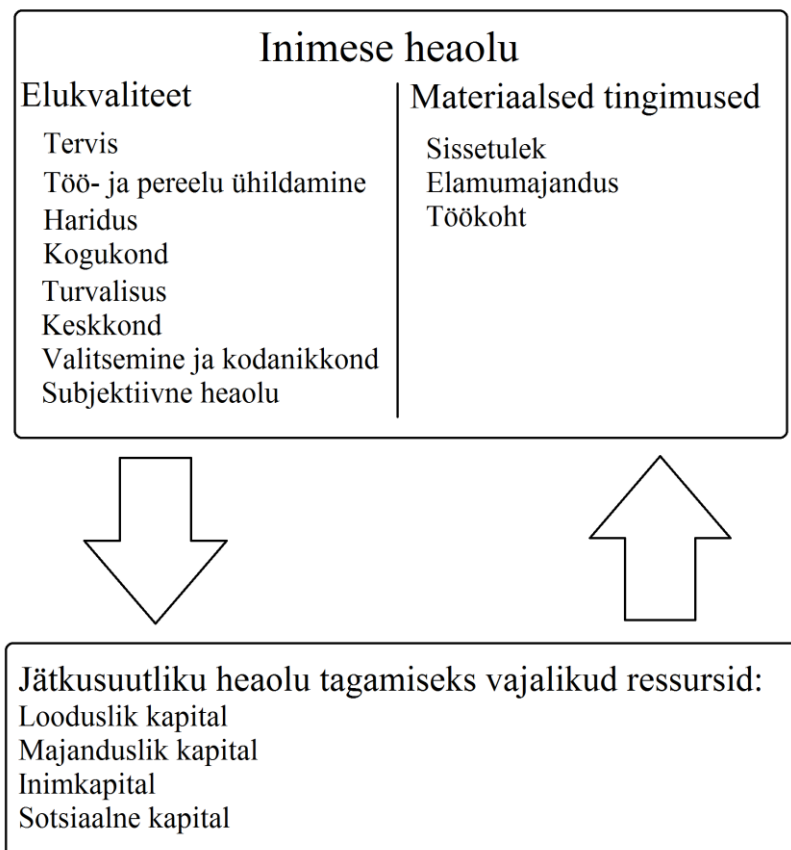 Inimese heaolu
Elukvaliteet
Tervis
Töö- ja pereelu ühildamine
Haridus
Kogukond
Turvalisus
Keskkond
Valitsemine ja kodanikkond
Subjektiivne heaolu
Materiaalsed tingimused
Sissetulek
Elamumajandus
Töökoht
Jätkusuutliku heaolu tagamiseks vajalikud ressursid:
Looduslik kapital
Majanduslik kapital
Inimkapital
Sotsiaalne kapital